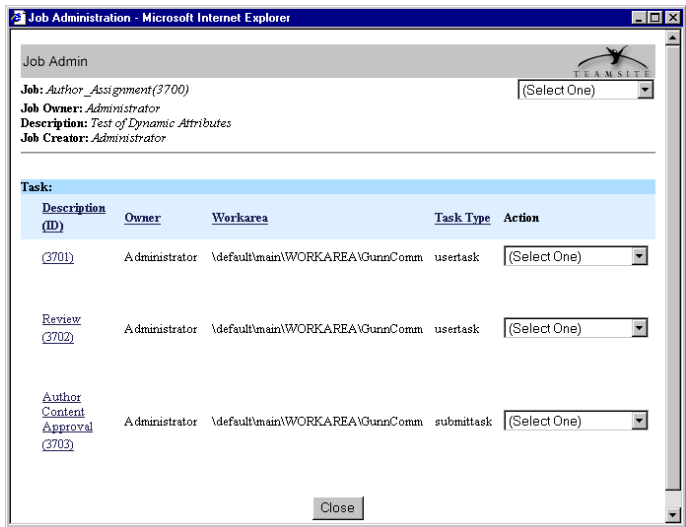 Job Administration - Microsoft Internet Explorer
Job Admin
TEAMSITE
Job: Author_Assignment(3700)
(Select One)
Job Owner: Administrator
Description: Test of Dynamic Attributes
Job Creator: Administrator
Task:
Description (ID) Owner Workarea Task Type Action
(3701) Administrator \default\main\WORKAREA\GunnComm usertask (Select One)
Review
(3702) Administrator \default\main\WORKAREA\GunnComm usertask (Select One)
Author
Content
Approval
(3703) Administrator \default\main\WORKAREA\GunnComm submittask (Select One)
Close